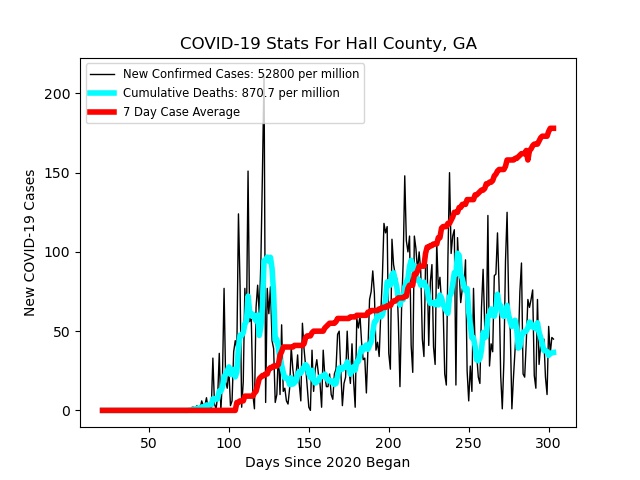 COVID-19 Stats For Hall County, GA
New Confirmed Cases: 52800 per million
Cumulative Deaths: 870.7 per million
7 Day Case Average
New COVID-19 Cases
200
150
100
50
0
50 100 150 200 250 300
Days Since 2020 Began